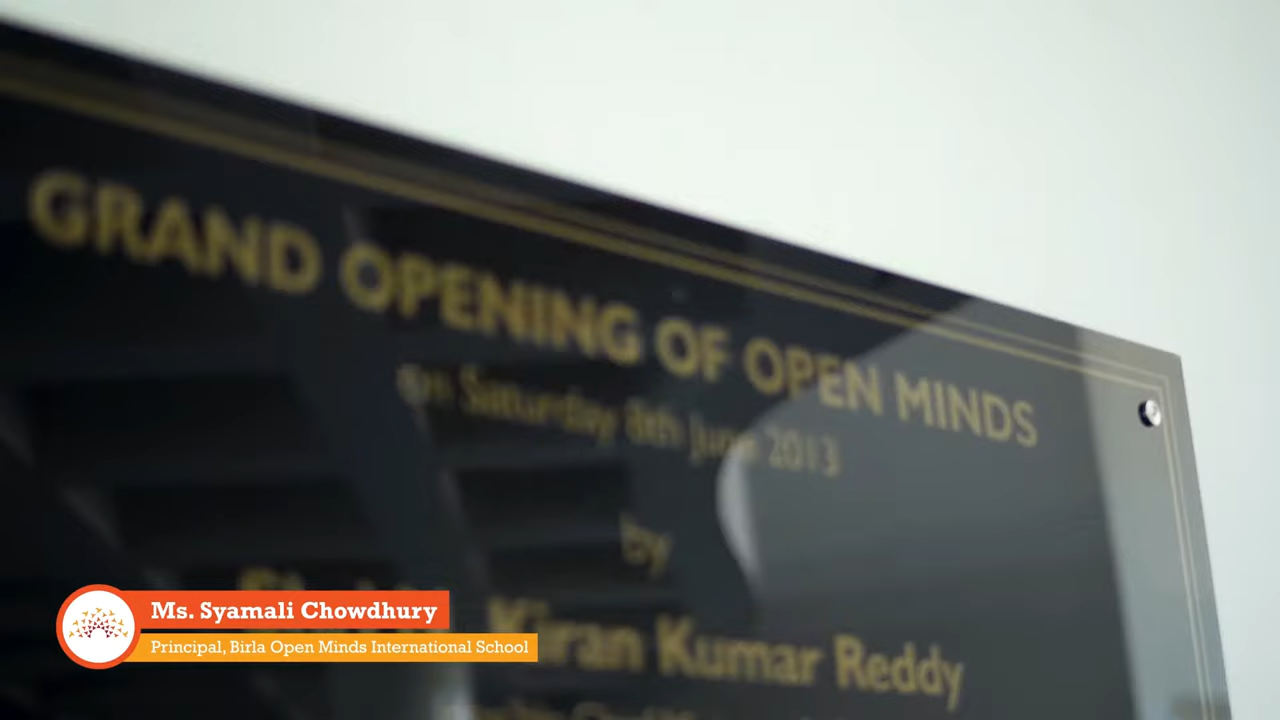 GRAND OPENING OF OPEN MINDS
On Saturday 8th June 2013
by
Kiran Kumar Reddy
Ms. Syamali Chowdhury
Principal, Birla Open Minds International School